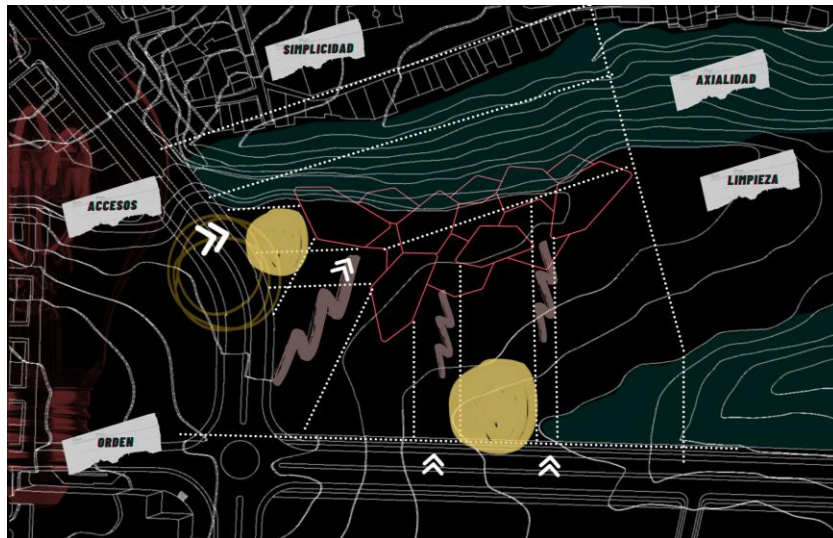 SIMPLICIDAD
AXIALIDAD
LIMPIEZA
ACCESOS
ORDEN